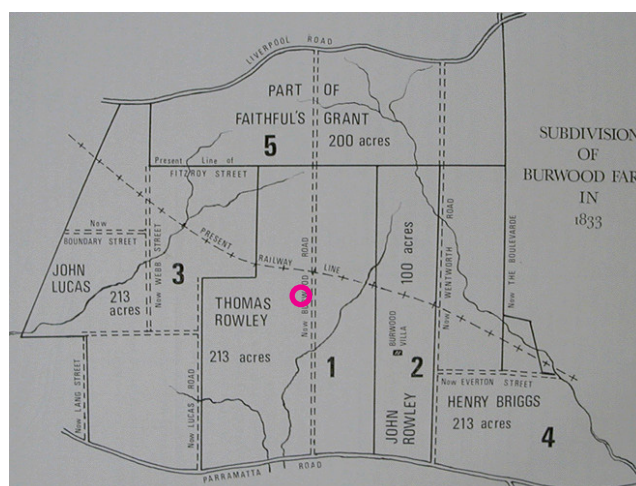 LIVERPOOL ROAD
PART OF
FAITHFUL'S GRANT
5 200 acres
SUBDIVISION
OF
BURWOOD FAR
IN
1833
Present Line of
FITZROY STREET
Now
BOUNDARY STREET
Now WEBB STREET
PRESENT RAILWAY LINE
Now BURWOOD ROAD
100 acres
Now WENTWORTH ROAD
Now THE BOULEVARDE
JOHN
LUCAS
213
acres
3
THOMAS
ROWLEY
213 acres
1
BURWOOD
VILLA
2
JOHN
ROWLEY
Now EVERTON STREET
HENRY BRIGGS
213 acres
4
Now LANG STREET
Now LUCAS ROAD
PARRAMATTA ROAD